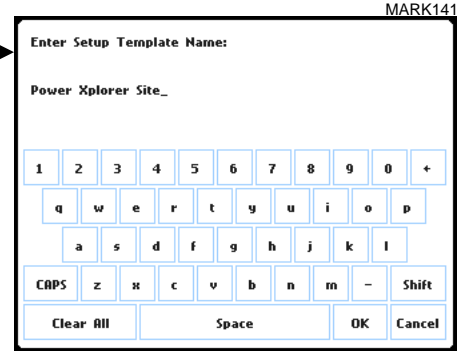 MARK141
Enter Setup Template Name:
Power Xplorer Site_
1 2 3 4 5 6 7 8 9 0 ←
q w e r t y u i o p
a s d f g h j k l
CAPS z x c v b n m – Shift
Clear All Space OK Cancel